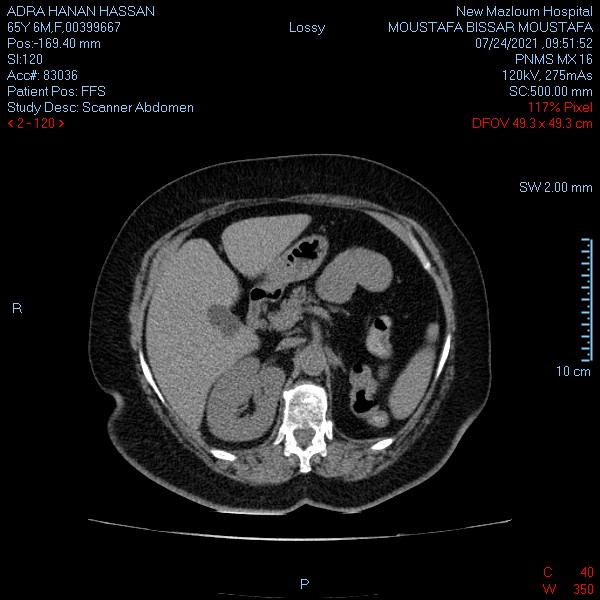 ADRA HANAN HASSAN
65Y 6M,F,00399667
Pos:-169.40 mm
SI:120
Acc#: 83036
Patient Pos: FFS
Study Desc: Scanner Abdomen
< 2 - 120 >
Lossy
New Mazloum Hospital
MOUSTAFA BISSAR MOUSTAFA
07/24/2021 ,09:51:52
PNMS MX 16
120kV, 275mAs
SC:500.00 mm
117% Pixel
DFOV 49.3 x 49.3 cm
SW 2.00 mm
R
10 cm
P
C 40
W 350